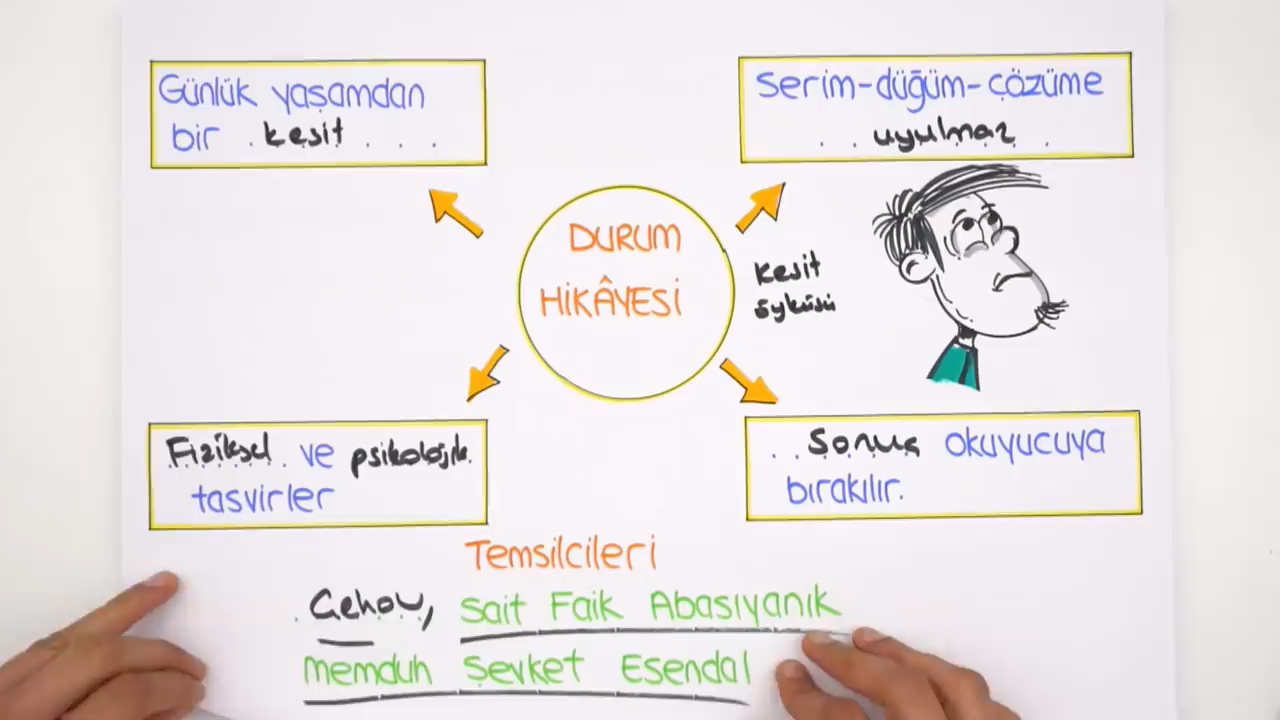 Günlük yaşamdan
bir kesit
Serim-düğüm-çözüme
uyulmaz
DURUM
HİKÂYESİ
kesit
öyküsü
Fiziksel ve psikolojik
tasvirler
Sonuç okuyucuya
bırakılır.
Temsilcileri
Çehov, Sait Faik Abasıyanık
memduh Şevket Esendal